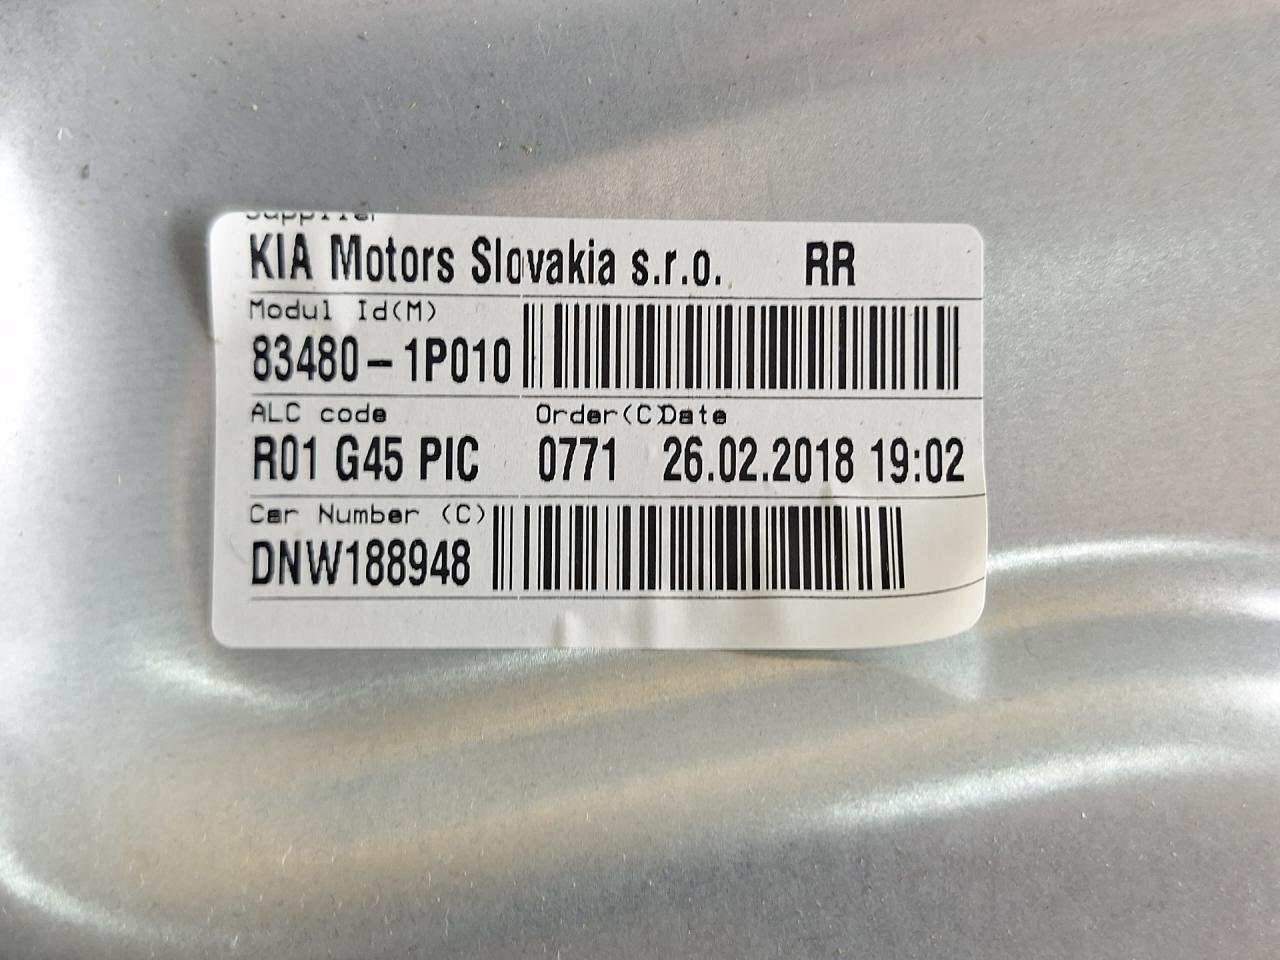 Supplier
KIA Motors Slovakia s.r.o. RR
Modul Id(M)
83480-1P010
ALC code Order(C)Date
R01 G45 PIC 0771 26.02.2018 19:02
Car Number (C)
DNW188948